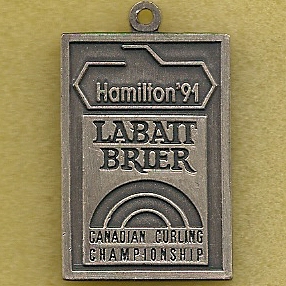 Hamilton'91
LABATT
BRIER
CANADIAN CURLING
CHAMPIONSHIP